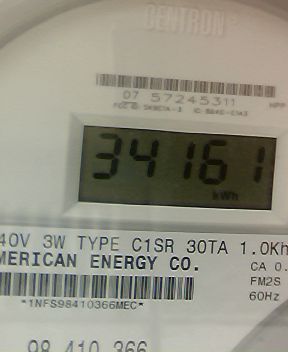 CENTRON®
07 57245311
34161
kWh
40V 3W TYPE C1SR 30TA 1.0Kh
MERICAN ENERGY CO.
CA 0.
FM2S
*1NFS98410366MEC*
60Hz
98 410 366